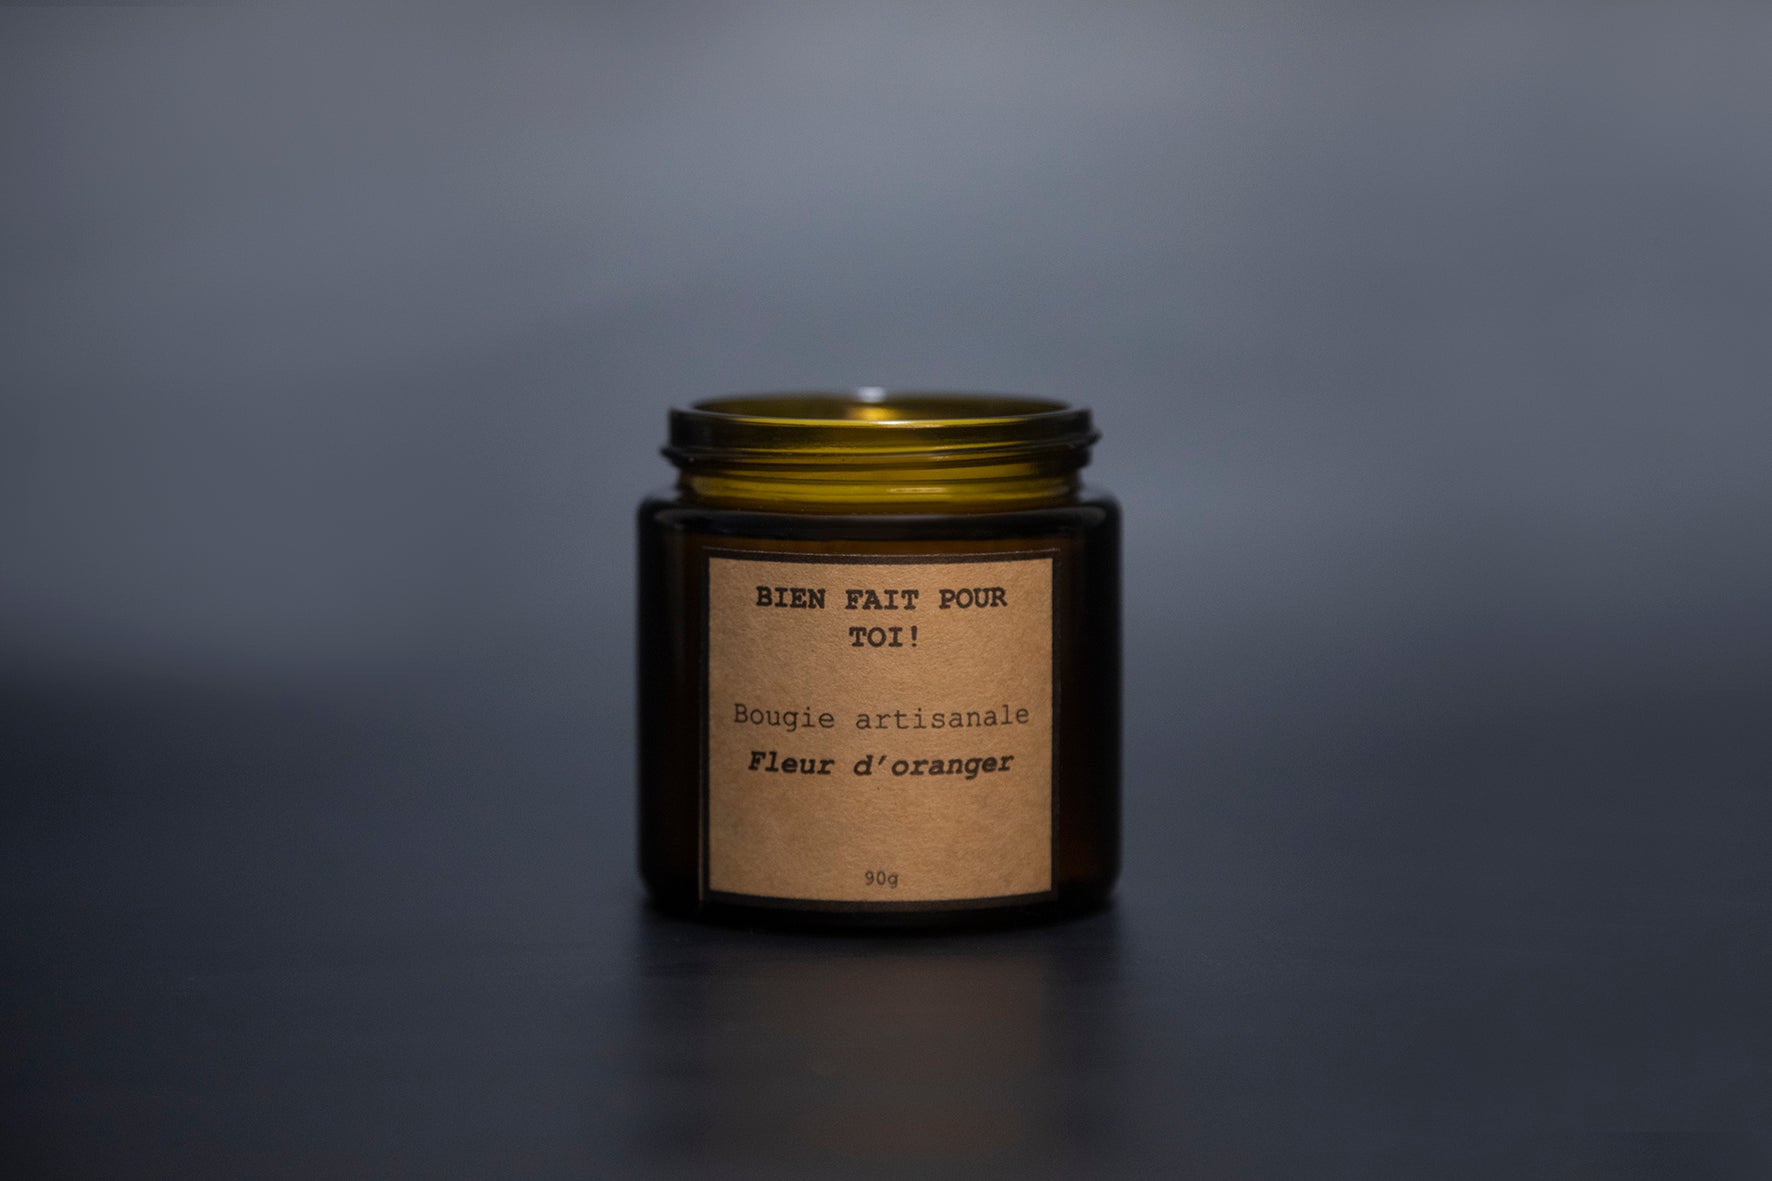 BIEN FAIT POUR
TOI!
Bougie artisanale
Fleur d'oranger
90g